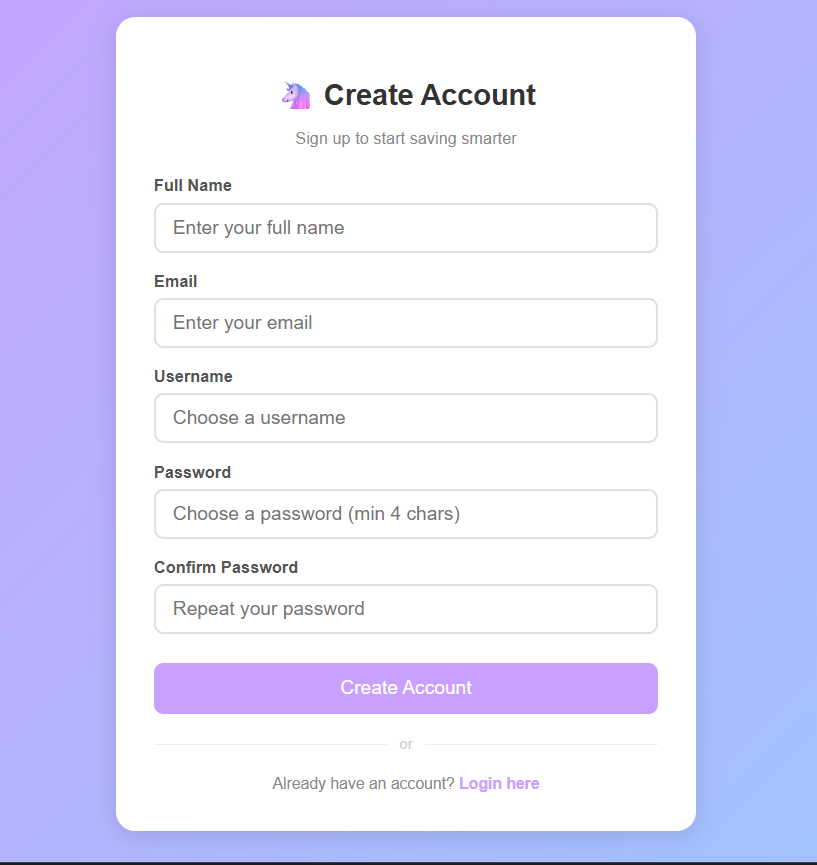 Create Account
Sign up to start saving smarter
Full Name
Enter your full name
Email
Enter your email
Username
Choose a username
Password
Choose a password (min 4 chars)
Confirm Password
Repeat your password
Create Account
or
Already have an account? Login here